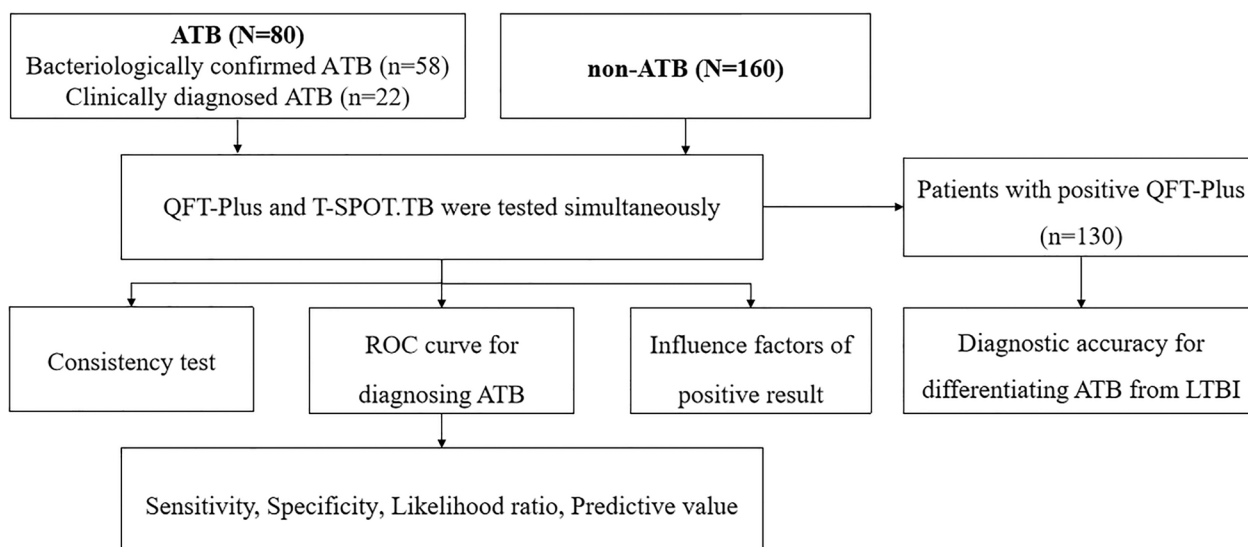 ATB (N=80)
Bacteriologically confirmed ATB (n=58)
Clinically diagnosed ATB (n=22)
non-ATB (N=160)
QFT-Plus and T-SPOT.TB were tested simultaneously
Patients with positive QFT-Plus
(n=130)
Consistency test
ROC curve for
diagnosing ATB
Influence factors of
positive result
Diagnostic accuracy for
differentiating ATB from LTBI
Sensitivity, Specificity, Likelihood ratio, Predictive value